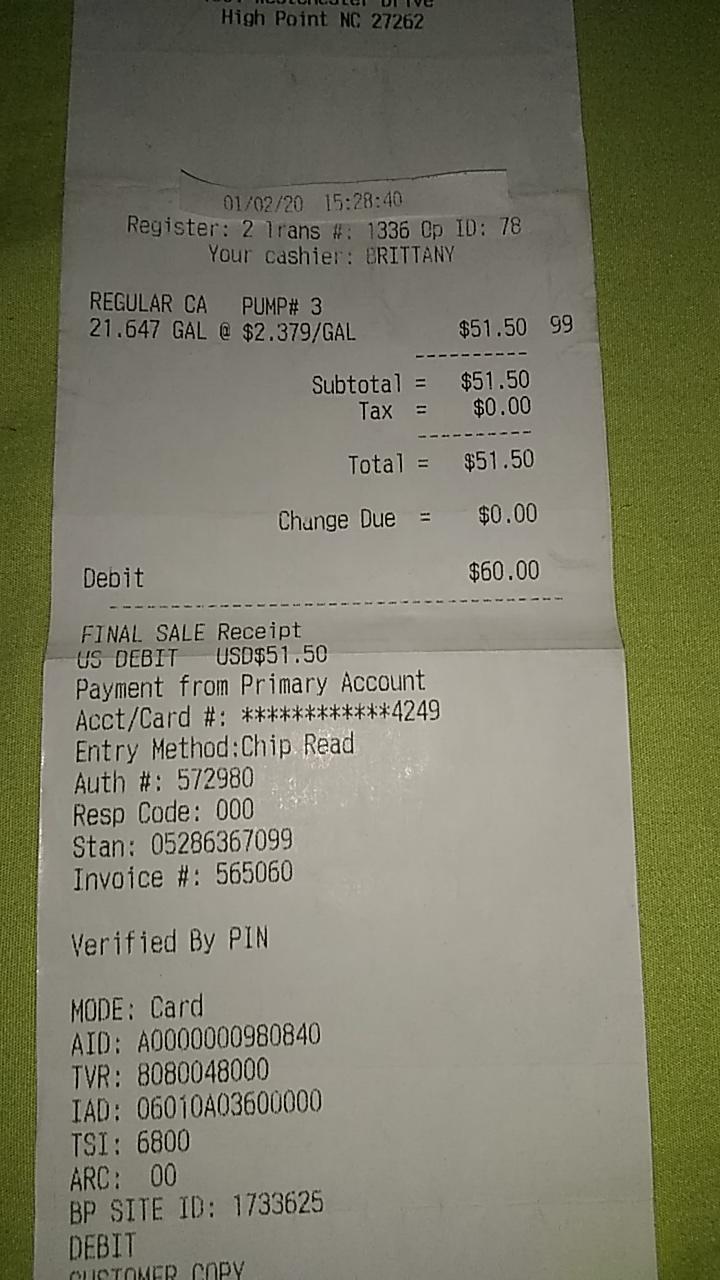 Drive
High Point NC 27262
01/02/20 15:28:40
Register: 2 Trans #: 1336 Op ID: 78
Your cashier: BRITTANY
REGULAR CA PUMP# 3
21.647 GAL @ $2.379/GAL $51.50 99
----------
Subtotal = $51.50
Tax = $0.00
----------
Total = $51.50
Change Due = $0.00
Debit $60.00
----------------------------------------
FINAL SALE Receipt
US DEBIT USD$51.50
Payment from Primary Account
Acct/Card #: ************4249
Entry Method:Chip Read
Auth #: 572980
Resp Code: 000
Stan: 05286367099
Invoice #: 565060
Verified By PIN
MODE: Card
AID: A0000000980840
TVR: 8080048000
IAD: 06010A03600000
TSI: 6800
ARC: 00
BP SITE ID: 1733625
DEBIT
CUSTOMER COPY